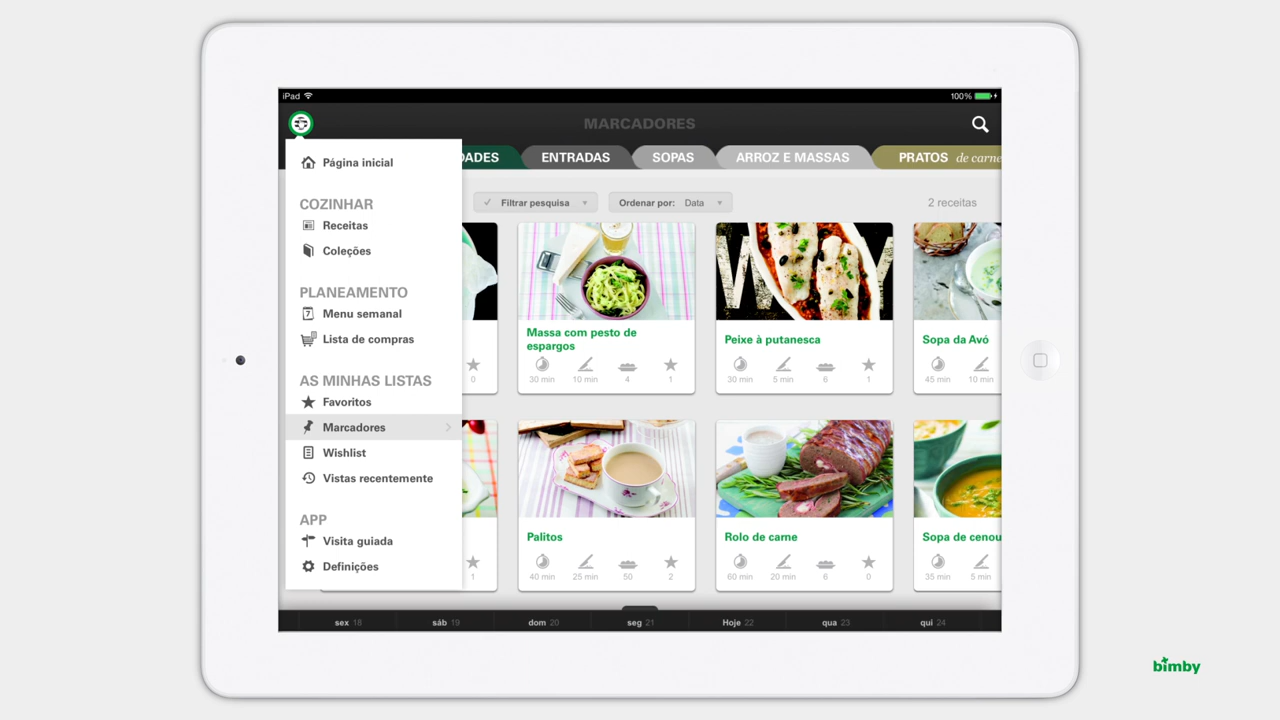 iPad
100%
MARCADORES
DADES
ENTRADAS
SOPAS
ARROZ E MASSAS
PRATOS de carne
Página inicial
COZINHAR
Receitas
Coleções
PLANEAMENTO
7
Menu semanal
Lista de compras
AS MINHAS LISTAS
Favoritos
Marcadores
Wishlist
Vistas recentemente
APP
Visita guiada
Definições
Filtrar pesquisa
Ordenar por: Data
2 receitas
0
Massa com pesto de
espargos
30 min 10 min 4 1
Peixe à putanesca
30 min 5 min 6 1
Sopa da Avó
45 min 10 min
1
Palitos
40 min 25 min 50 2
Rolo de carne
60 min 20 min 6 0
Sopa de cenou
35 min 5 min
sex 18 sáb 19 dom 20 seg 21 Hoje 22 qua 23 qui 24
bimby